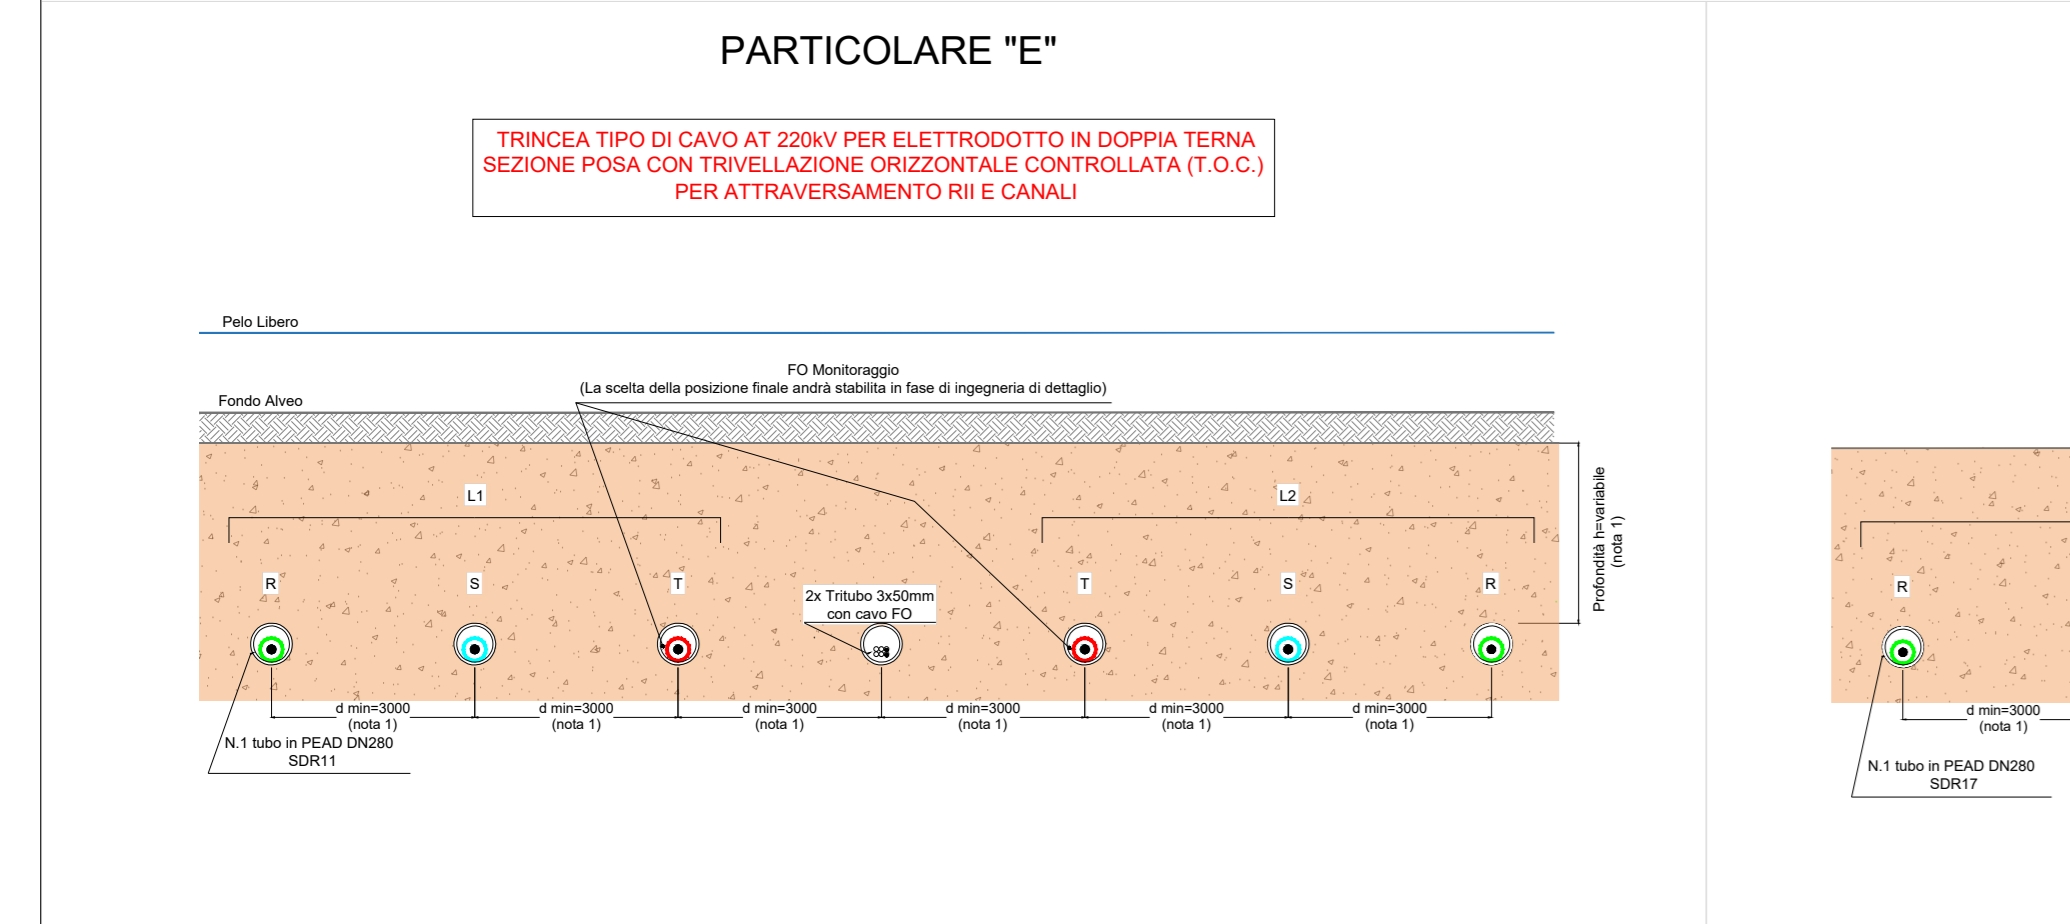 PARTICOLARE "E"
TRINCEA TIPO DI CAVO AT 220kV PER ELETTRODOTTO IN DOPPIA TERNA
SEZIONE POSA CON TRIVELLAZIONE ORIZZONTALE CONTROLLATA (T.O.C.)
PER ATTRAVERSAMENTO RII E CANALI
Pelo Libero
FO Monitoraggio
(La scelta della posizione finale andrà stabilita in fase di ingegneria di dettaglio)
Fondo Alveo
L1
L2
Profondità h=variabile
(nota 1)
R
S
T
2x Tritubo 3x50mm
con cavo FO
T
S
R
d min=3000
(nota 1)
d min=3000
(nota 1)
d min=3000
(nota 1)
d min=3000
(nota 1)
d min=3000
(nota 1)
d min=3000
(nota 1)
N.1 tubo in PEAD DN280
SDR11
R
d min=3000
(nota 1)
N.1 tubo in PEAD DN280
SDR17